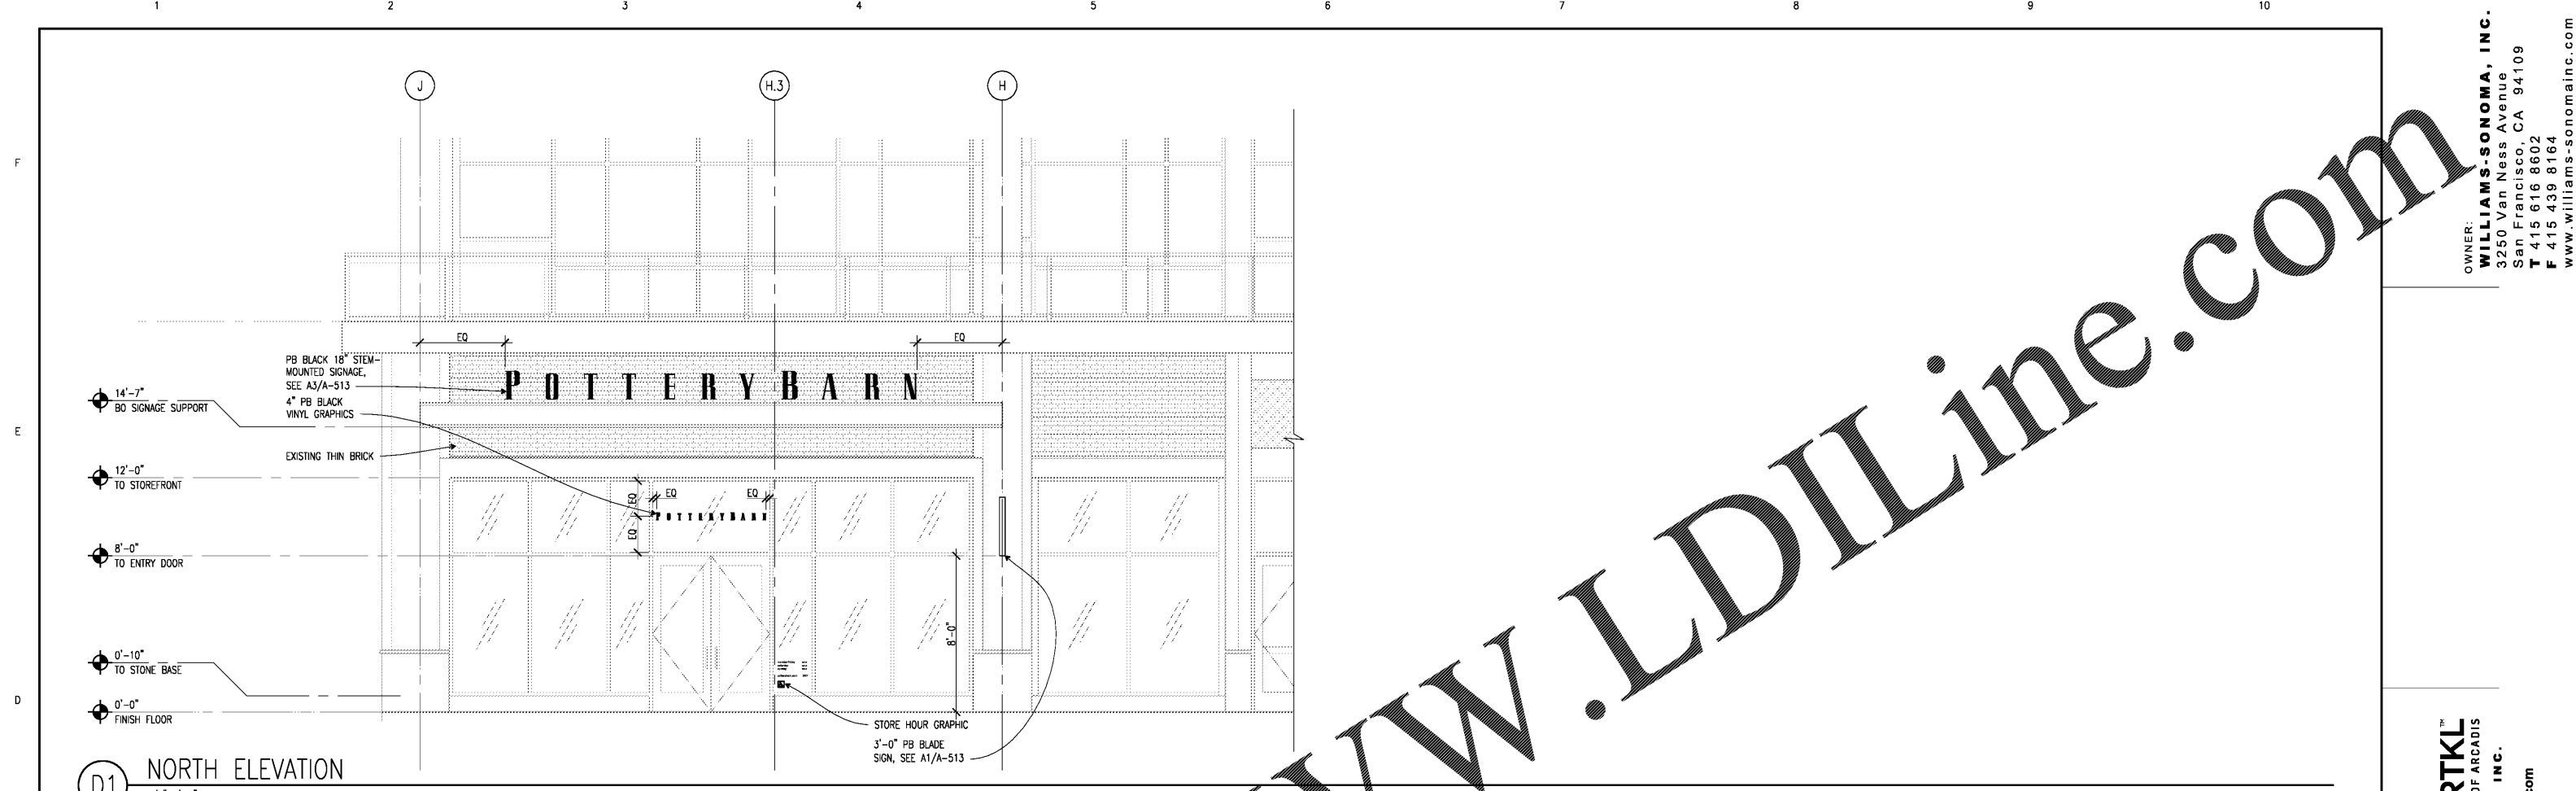 1 2 3 4 5 6 7 8 9 10
J H.3 H
F
E
D
EQ EQ
PB BLACK 18" STEM-
MOUNTED SIGNAGE,
SEE A3/A-513
4" PB BLACK
VINYL GRAPHICS
EXISTING THIN BRICK
POTTERYBARN
14'-7"
BO SIGNAGE SUPPORT
12'-0"
TO STOREFRONT
8'-0"
TO ENTRY DOOR
0'-10"
TO STONE BASE
0'-0"
FINISH FLOOR
EQ EQ
EQ
EQ
POTTERYBARN
8'-0"
STORE HOUR GRAPHIC
3'-0" PB BLADE
SIGN, SEE A1/A-513
D1
NORTH ELEVATION
OWNER:
WILLIAMS-SONOMA, INC.
3250 Van Ness Avenue
San Francisco, CA 94109
T 415 616 8602
F 415 439 8164
www.williams-sonomainc.com
RTKL™
OF ARCADIS
INC.
com
W.LDILine.com